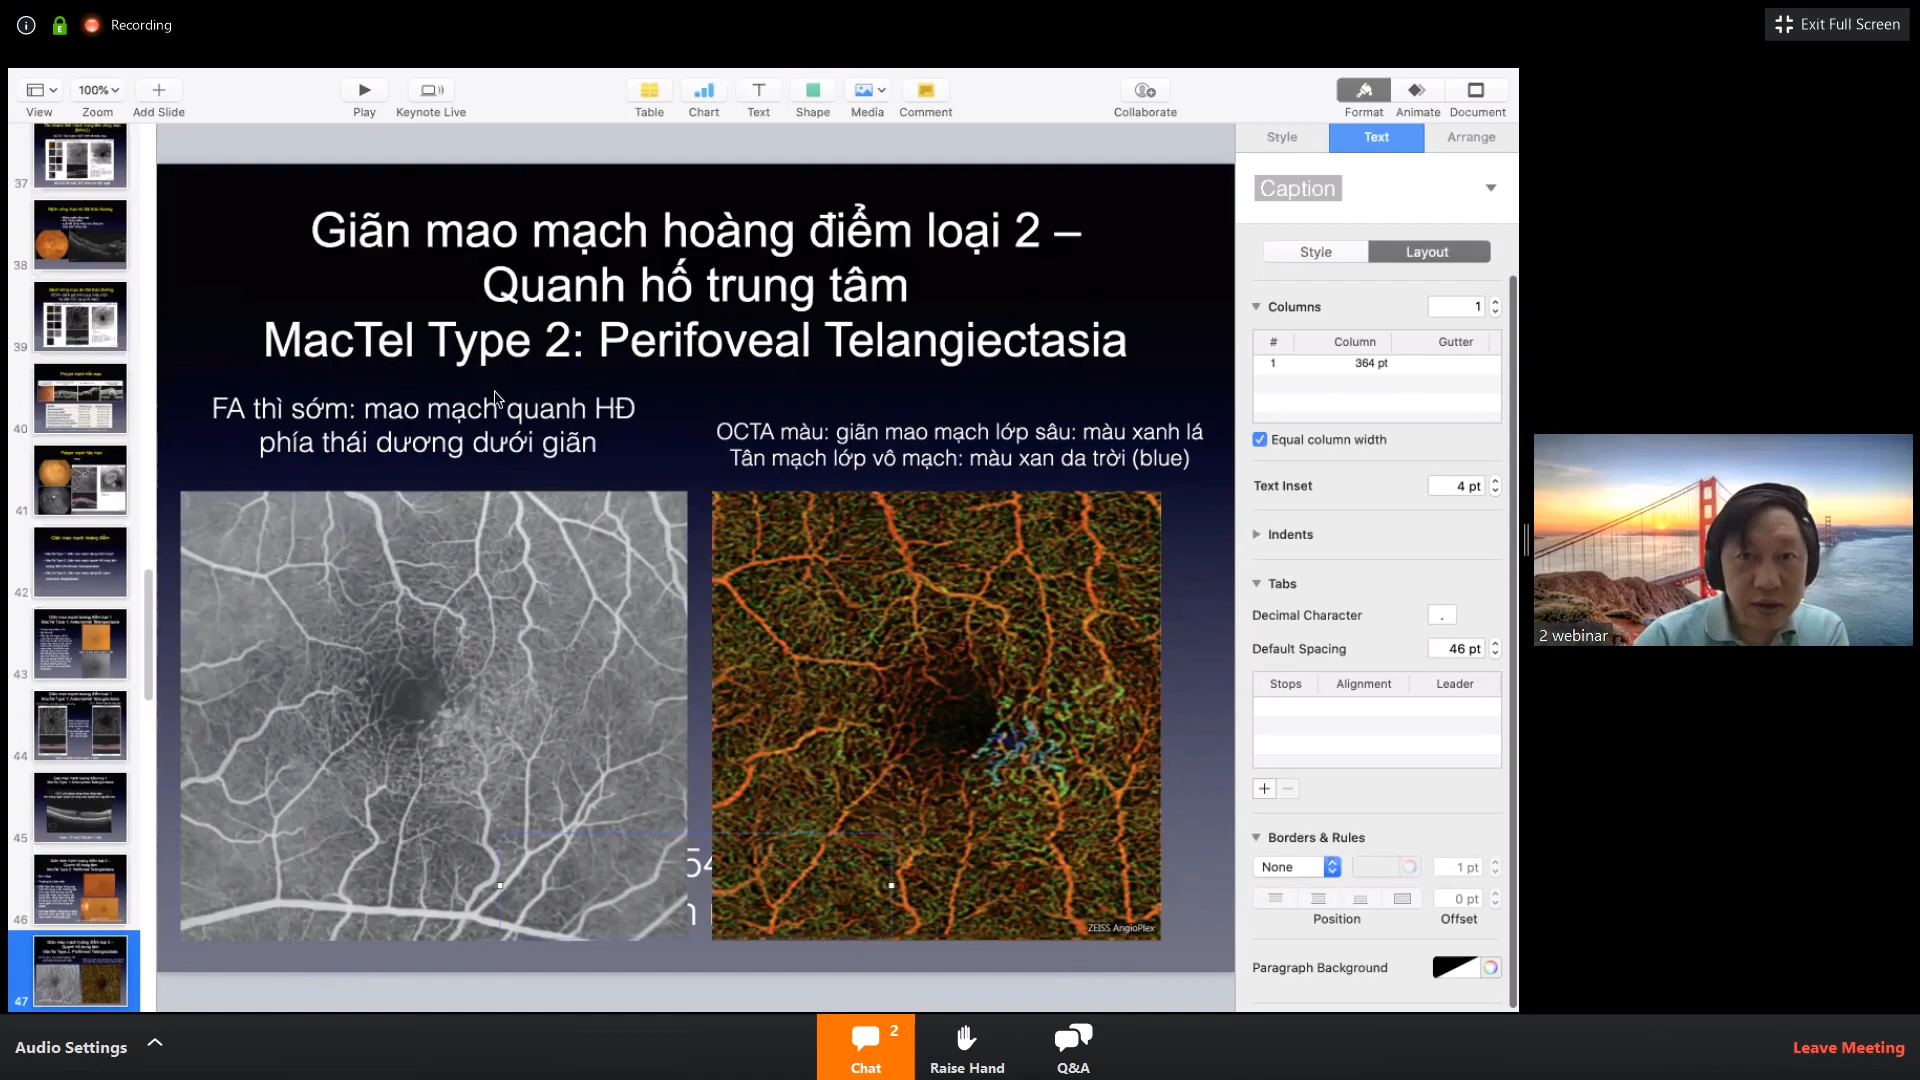 Recording
Exit Full Screen
100%
View
Zoom
Add Slide
Play
Keynote Live
Table
Chart
Text
Shape
Media
Comment
Collaborate
Format
Animate
Document
37
38
39
40
41
42
43
44
45
46
47
Giãn mao mạch hoàng điểm
Giãn mao mạch hoàng điểm loại 2 –
Quanh hố trung tâm
MacTel Type 2: Perifoveal Telangiectasia
FA thì sớm: mao mạch quanh HĐ
phía thái dương dưới giãn
OCTA màu: giãn mao mạch lớp sâu: màu xanh lá
Tân mạch lớp vô mạch: màu xan da trời (blue)
54
ZEISS AngioPlex
Style
Text
Arrange
Caption
Style
Layout
Columns
1
#
Column
Gutter
1
364 pt
Equal column width
Text Inset
4 pt
Indents
Tabs
Decimal Character
.
Default Spacing
46 pt
Stops
Alignment
Leader
Borders & Rules
None
1 pt
0 pt
Position
Offset
Paragraph Background
2 webinar
Audio Settings
Chat
2
Raise Hand
Q&A
Leave Meeting